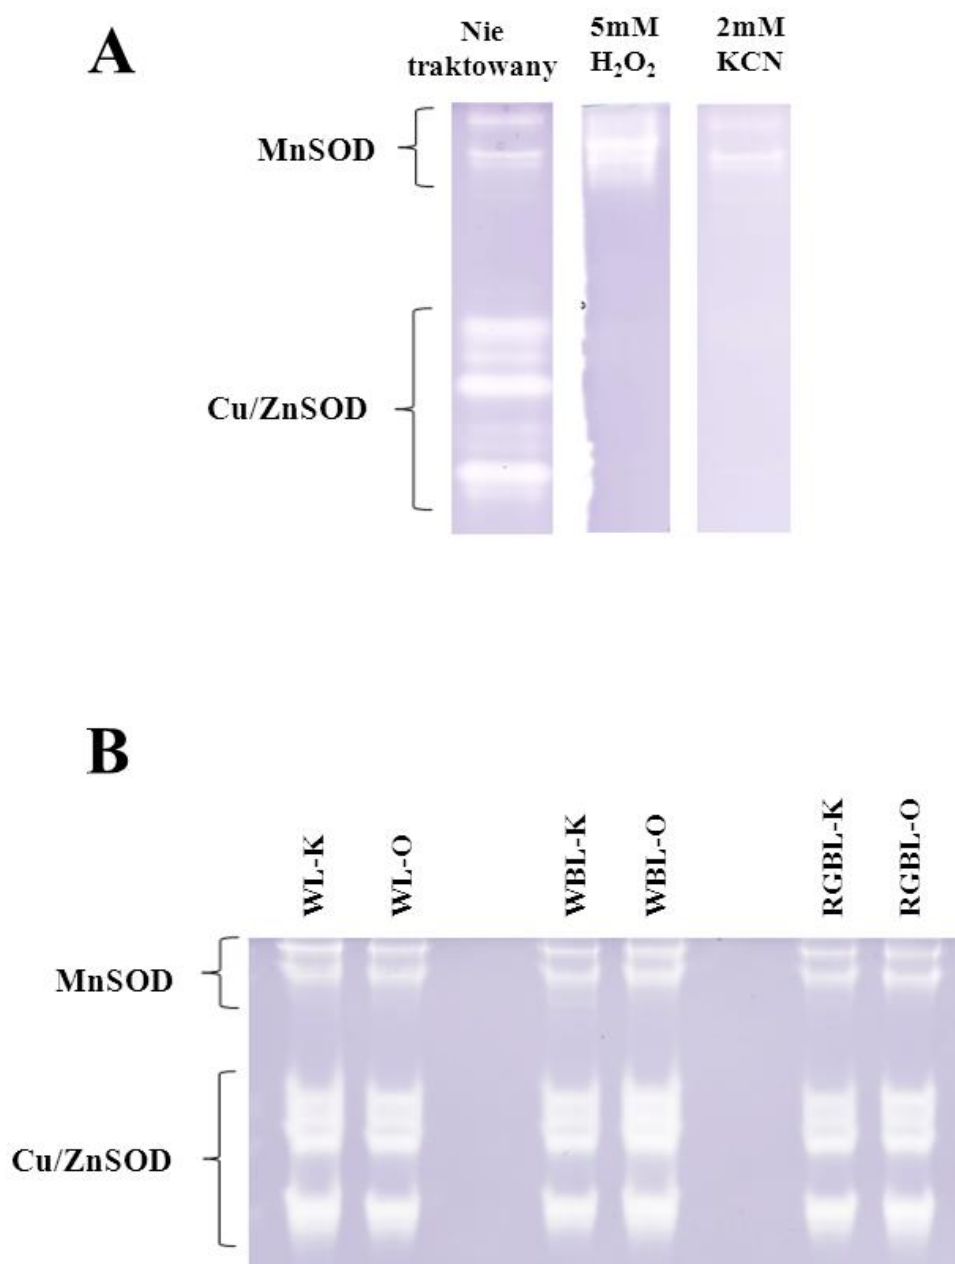 A
Nie
traktowany
5mM
H₂O₂
2mM
KCN
MnSOD
Cu/ZnSOD
B
WL-K
WL-O
WBL-K
WBL-O
RGBL-K
RGBL-O
MnSOD
Cu/ZnSOD